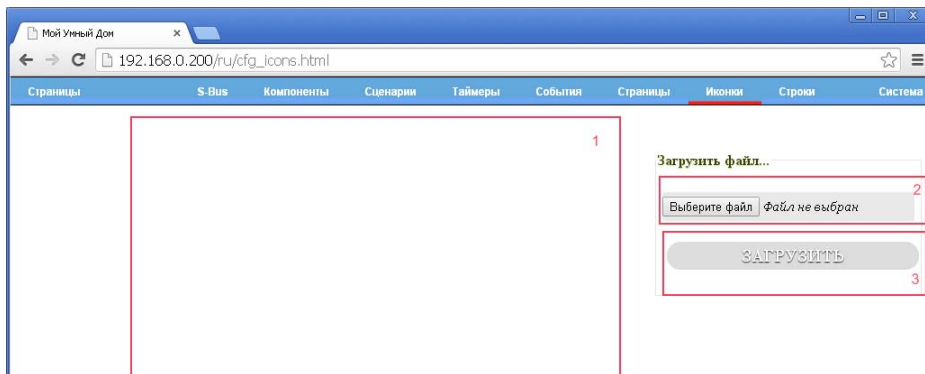 Мой Умный Дом
192.168.0.200/ru/cfg_icons.html
Страницы S-Bus Компоненты Сценарии Таймеры События Страницы Иконки Строки Система
1
Загрузить файл...
2
Выберите файл Файл не выбран
ЗАГРУЗИТЬ
3